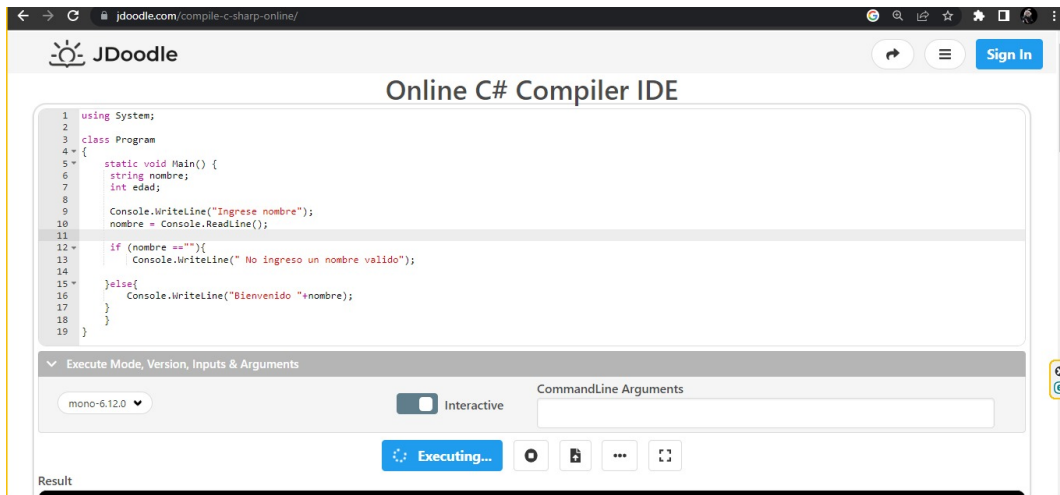 jdoodle.com/compile-c-sharp-online/
JDoodle
Sign In
Online C# Compiler IDE
1 using System;
2
3 class Program
4 {
5 static void Main() {
6 string nombre;
7 int edad;
8
9 Console.WriteLine("Ingrese nombre");
10 nombre = Console.ReadLine();
11
12 if (nombre ==""){
13 Console.WriteLine(" No ingreso un nombre valido");
14
15 }else{
16 Console.WriteLine("Bienvenido "+nombre);
17 }
18 }
19 }
Execute Mode, Version, Inputs & Arguments
CommandLine Arguments
mono-6.12.0
Interactive
Executing...
Result